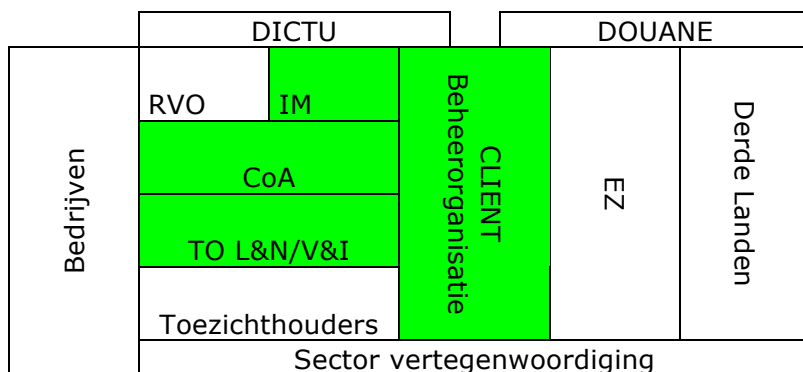 DICTU
DOUANE
Bedrijven
RVO
IM
CoA
TO L&N/V&I
Toezichthouders
CLIENT
Beheerorganisatie
EZ
Derde Landen
Sector vertegenwoordiging